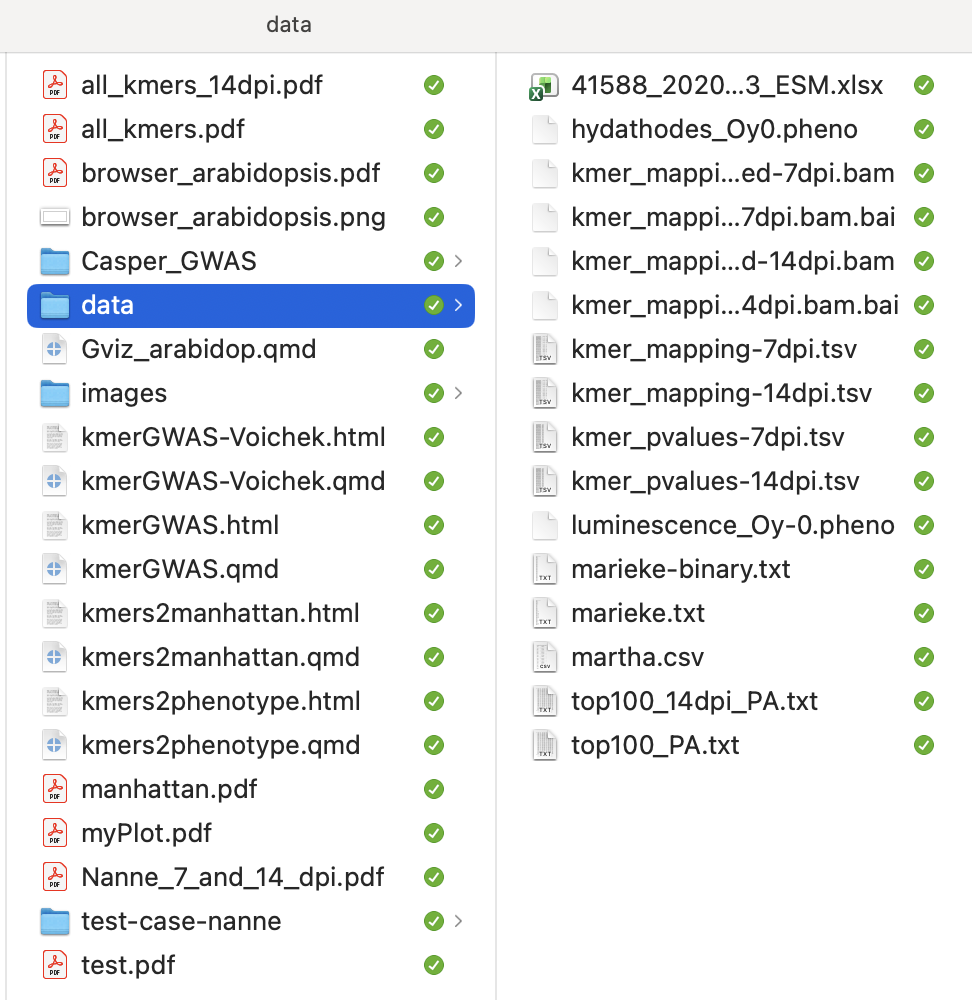 data
all_kmers_14dpi.pdf
all_kmers.pdf
browser_arabidopsis.pdf
browser_arabidopsis.png
Casper_GWAS
data
Gviz_arabidop.qmd
images
kmerGWAS-Voichek.html
kmerGWAS-Voichek.qmd
kmerGWAS.html
kmerGWAS.qmd
kmers2manhattan.html
kmers2manhattan.qmd
kmers2phenotype.html
kmers2phenotype.qmd
manhattan.pdf
myPlot.pdf
Nanne_7_and_14_dpi.pdf
test-case-nanne
test.pdf
41588_2020...3_ESM.xlsx
hydathodes_Oy0.pheno
kmer_mappi...ed-7dpi.bam
kmer_mappi...7dpi.bam.bai
kmer_mappi...d-14dpi.bam
kmer_mappi...4dpi.bam.bai
kmer_mapping-7dpi.tsv
kmer_mapping-14dpi.tsv
kmer_pvalues-7dpi.tsv
kmer_pvalues-14dpi.tsv
luminescence_Oy-0.pheno
marieke-binary.txt
marieke.txt
martha.csv
top100_14dpi_PA.txt
top100_PA.txt